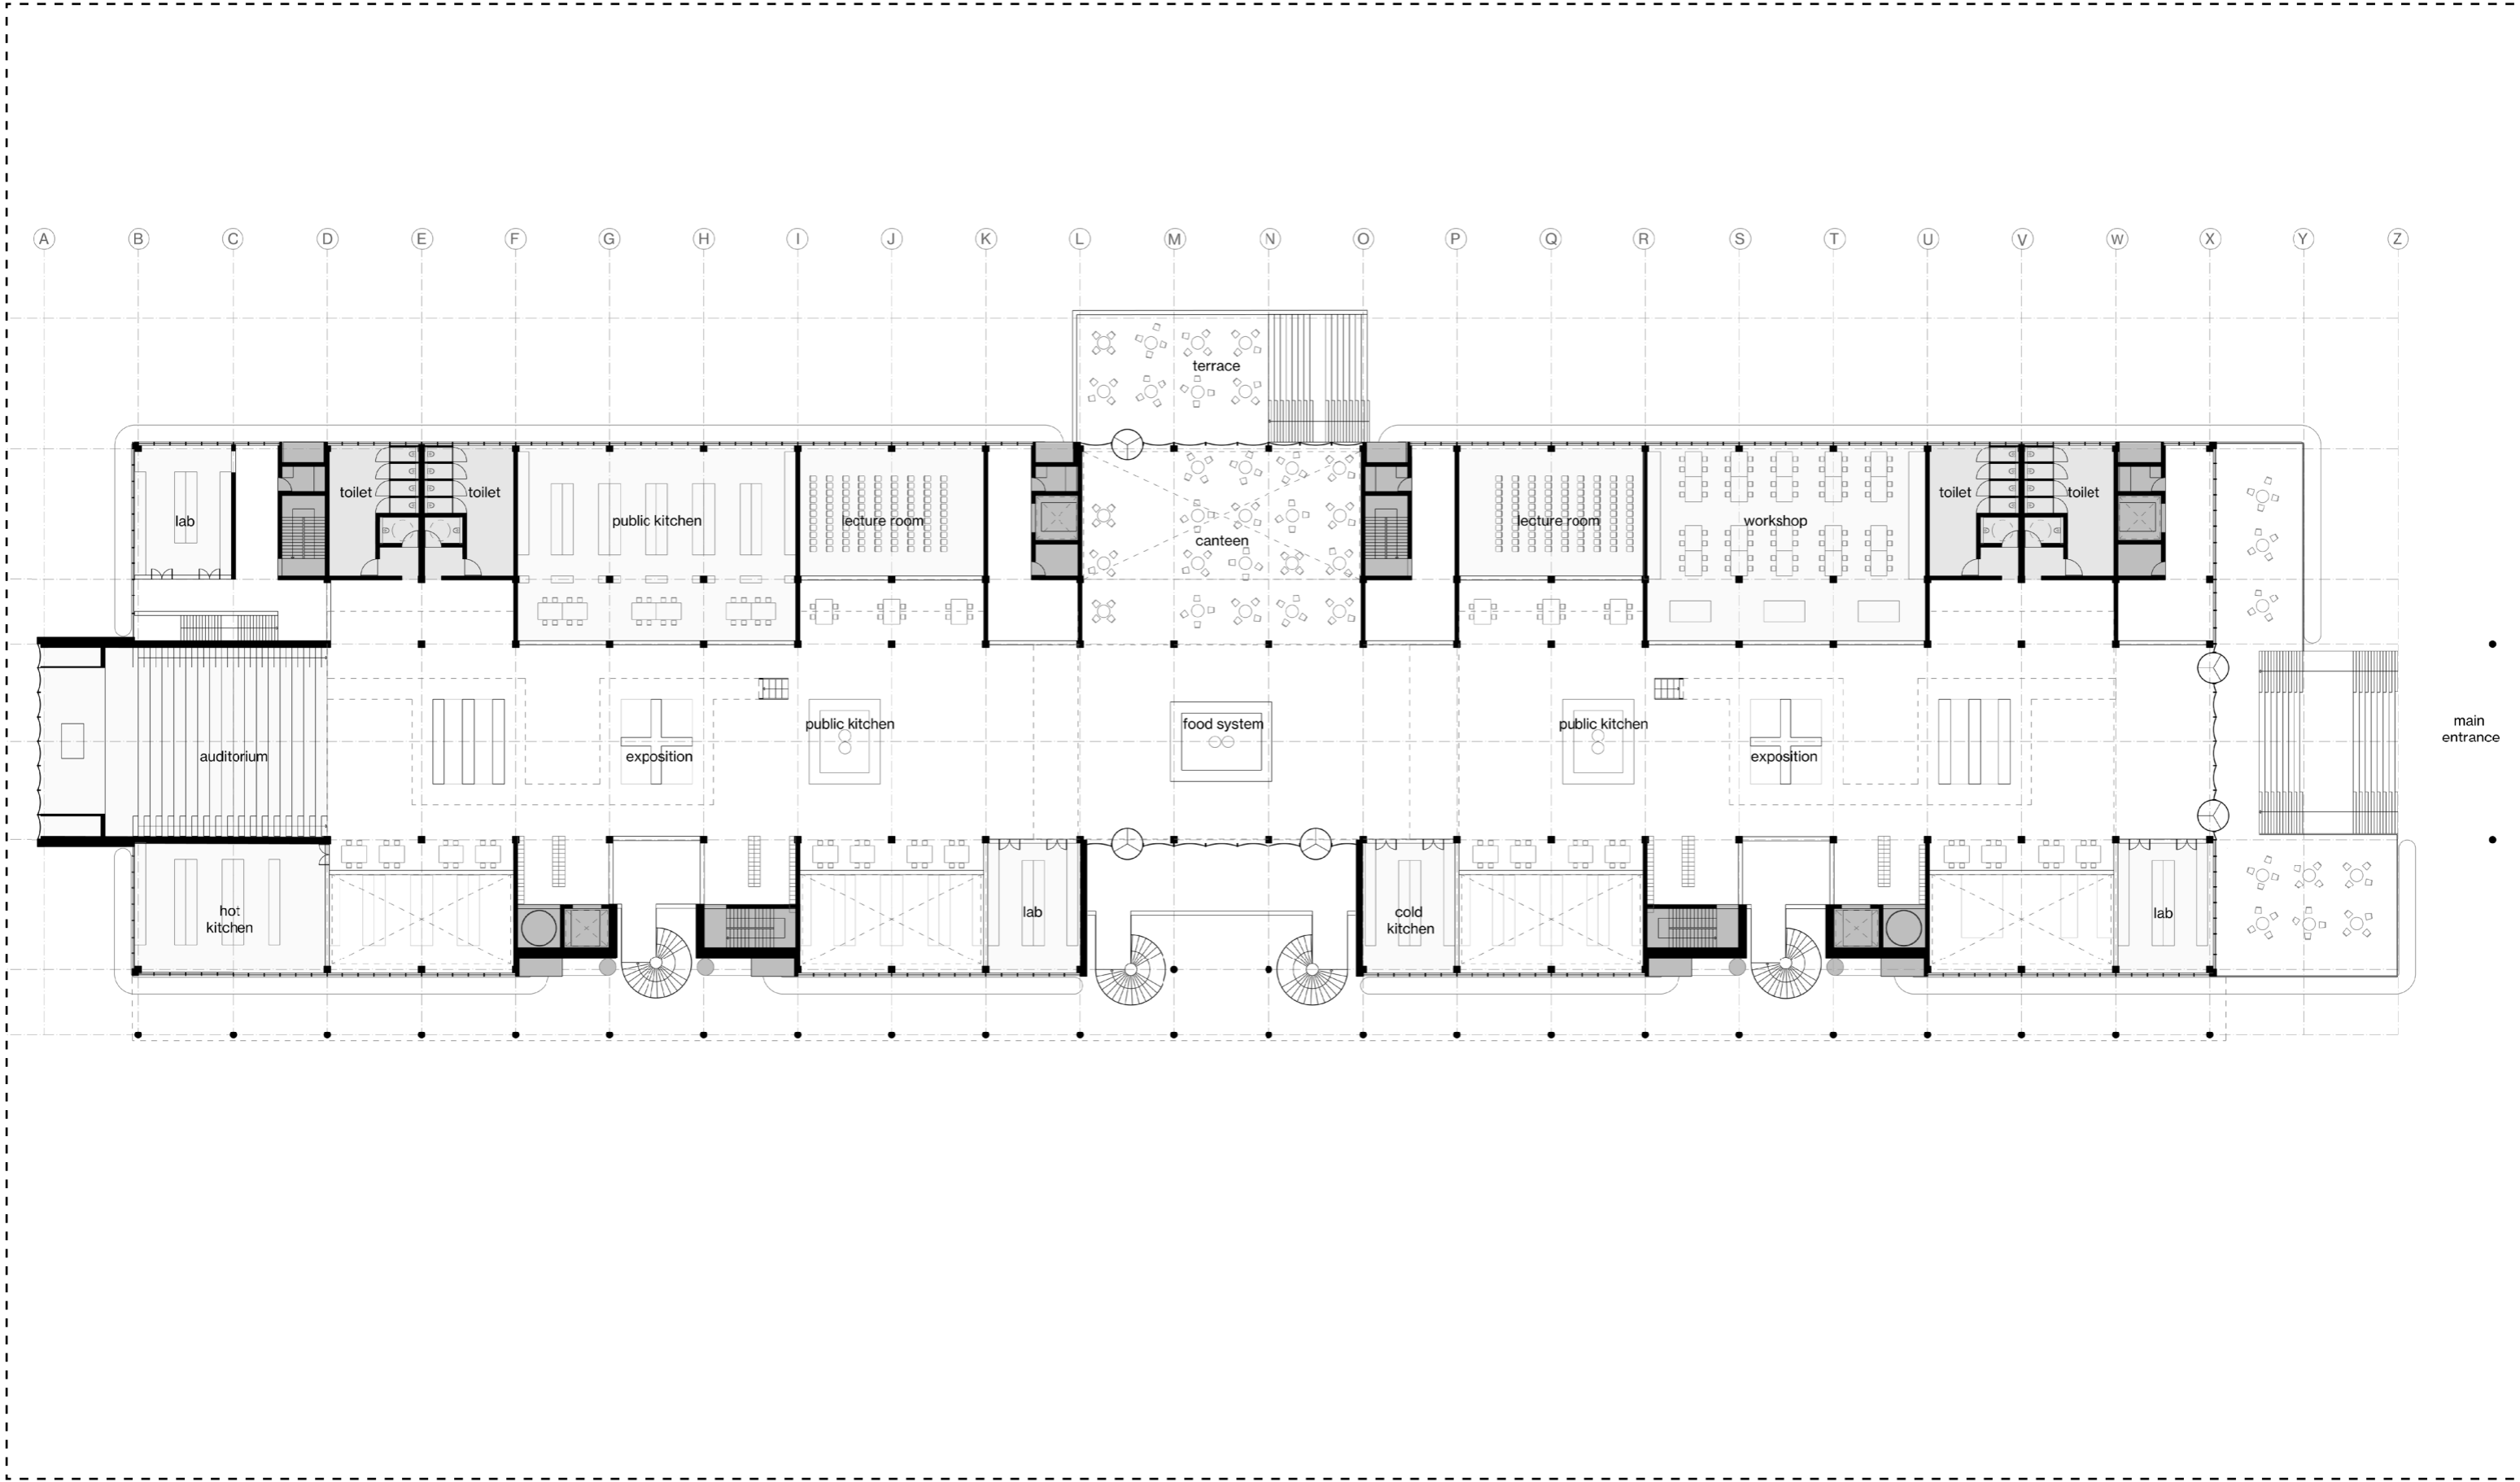 A B C D E F G H I J K L M N O P Q R S T U V W X Y Z
terrace
toilet
toilet
toilet
toilet
lab
public kitchen
lecture room
lecture room
workshop
canteen
public kitchen
food system
public kitchen
main
entrance
auditorium
exposition
exposition
hot
kitchen
lab
cold
kitchen
lab